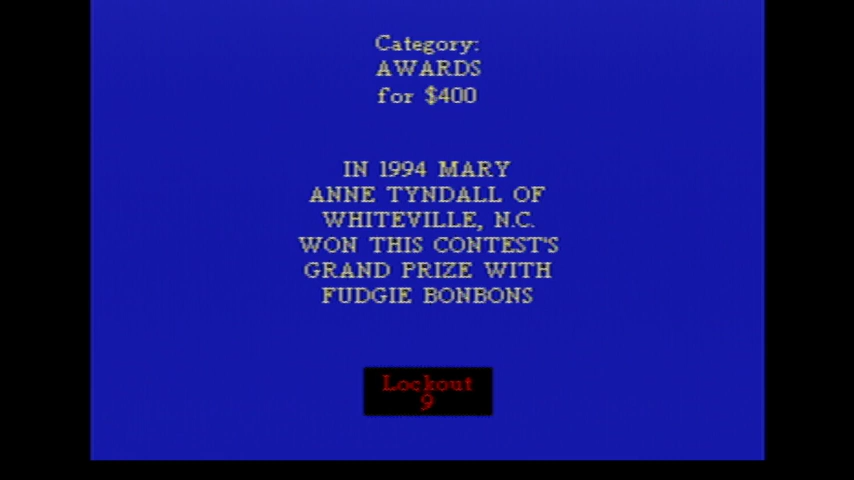 Category:
AWARDS
for $400
IN 1994 MARY
ANNE TYNDALL OF
WHITEVILLE, N.C.
WON THIS CONTEST'S
GRAND PRIZE WITH
FUDGIE BONBONS
Lockout
9